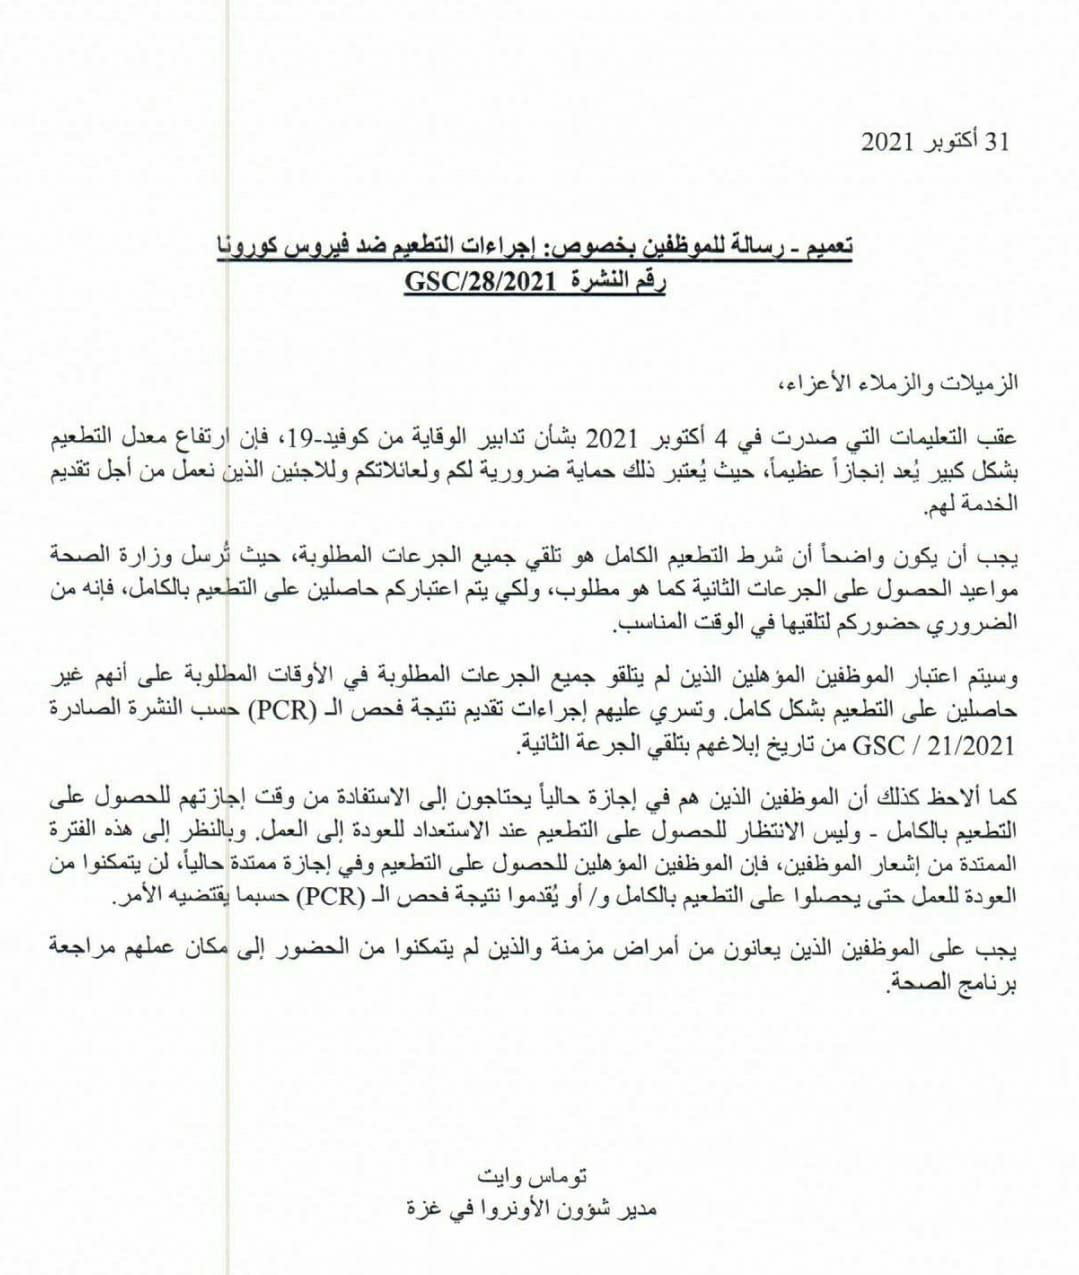 31 أكتوبر 2021
تعميم - رسالة للموظفين بخصوص: إجراءات التطعيم ضد فيروس كورونا
رقم النشرة GSC/28/2021
الزميلات والزملاء الأعزاء،
عقب التعليمات التي صدرت في 4 أكتوبر 2021 بشأن تدابير الوقاية من كوفيد-19، فإن ارتفاع معدل التطعيم
بشكل كبير يُعد إنجازاً عظيماً، حيث يُعتبر ذلك حماية ضرورية لكم ولعائلاتكم وللاجئين الذين نعمل من أجل تقديم
الخدمة لهم.
يجب أن يكون واضحاً أن شرط التطعيم الكامل هو تلقي جميع الجرعات المطلوبة، حيث تُرسل وزارة الصحة
مواعيد الحصول على الجرعات الثانية كما هو مطلوب، ولكي يتم اعتباركم حاصلين على التطعيم بالكامل، فإنه من
الضروري حضوركم لتلقيها في الوقت المناسب.
وسيتم اعتبار الموظفين المؤهلين الذين لم يتلقو جميع الجرعات المطلوبة في الأوقات المطلوبة على أنهم غير
حاصلين على التطعيم بشكل كامل. وتسري عليهم إجراءات تقديم نتيجة فحص الـ (PCR) حسب النشرة الصادرة
GSC / 21/2021 من تاريخ إبلاغهم بتلقي الجرعة الثانية.
كما ألاحظ كذلك أن الموظفين الذين هم في إجازة حالياً يحتاجون إلى الاستفادة من وقت إجازتهم للحصول على
التطعيم بالكامل - وليس الانتظار للحصول على التطعيم عند الاستعداد للعودة إلى العمل. وبالنظر إلى هذه الفترة
الممتدة من إشعار الموظفين، فإن الموظفين المؤهلين للحصول على التطعيم وفي إجازة ممتدة حالياً، لن يتمكنوا من
العودة للعمل حتى يحصلوا على التطعيم بالكامل و/ أو يُقدموا نتيجة فحص الـ (PCR) حسبما يقتضيه الأمر.
يجب على الموظفين الذين يعانون من أمراض مزمنة والذين لم يتمكنوا من الحضور إلى مكان عملهم مراجعة
برنامج الصحة.
توماس وايت
مدير شؤون الأونروا في غزة